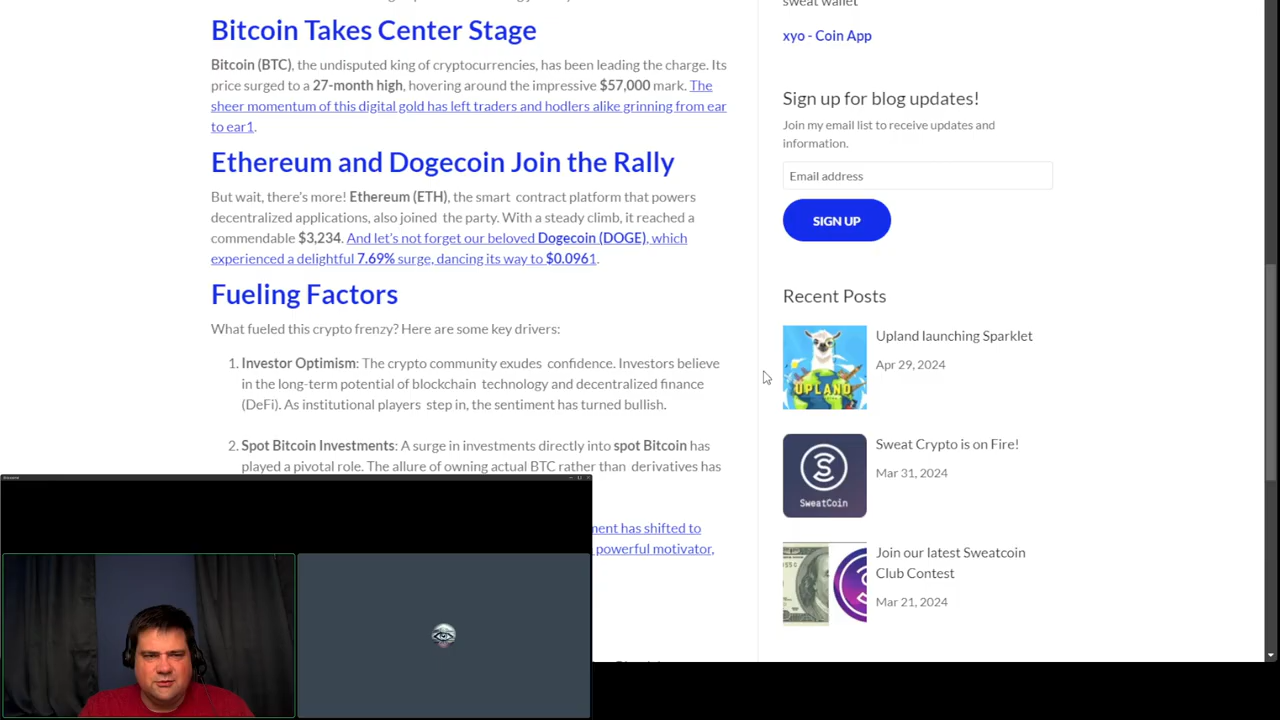 Bitcoin Takes Center Stage
Bitcoin (BTC), the undisputed king of cryptocurrencies, has been leading the charge. Its
price surged to a 27-month high, hovering around the impressive $57,000 mark. The
sheer momentum of this digital gold has left traders and hodlers alike grinning from ear
to ear1.
Ethereum and Dogecoin Join the Rally
But wait, there's more! Ethereum (ETH), the smart contract platform that powers
decentralized applications, also joined the party. With a steady climb, it reached a
commendable $3,234. And let's not forget our beloved Dogecoin (DOGE), which
experienced a delightful 7.69% surge, dancing its way to $0.0961.
Fueling Factors
What fueled this crypto frenzy? Here are some key drivers:
1. Investor Optimism: The crypto community exudes confidence. Investors believe
in the long-term potential of blockchain technology and decentralized finance
(DeFi). As institutional players step in, the sentiment has turned bullish.
2. Spot Bitcoin Investments: A surge in investments directly into spot Bitcoin has
played a pivotal role. The allure of owning actual BTC rather than derivatives has
ment has shifted to
powerful motivator,
sweat wallet
xyo - Coin App
Sign up for blog updates!
Join my email list to receive updates and
information.
Email address
SIGN UP
Recent Posts
UPLAND
Upland launching Sparklet
Apr 29, 2024
SweatCoin
Sweat Crypto is on Fire!
Mar 31, 2024
Join our latest Sweatcoin
Club Contest
Mar 21, 2024